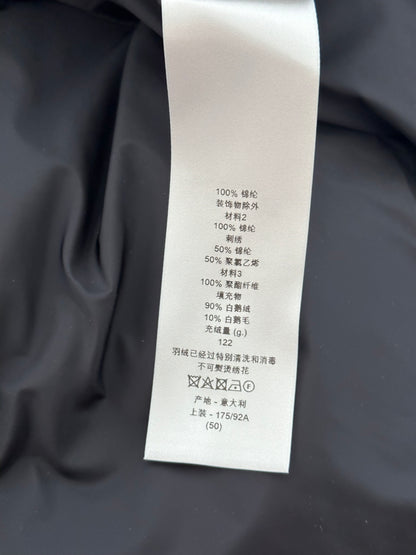 100% 锦纶
装饰物除外
材料2
100% 锦纶
刺绣
50% 锦纶
50% 聚氯乙烯
材料3
100% 聚酯纤维
填充物
90% 白鹅绒
10% 白鹅毛
充绒量 (g.)
122
羽绒已经过特别清洗和消毒
不可熨烫绣花
产地 - 意大利
上装 - 175/92A
(50)